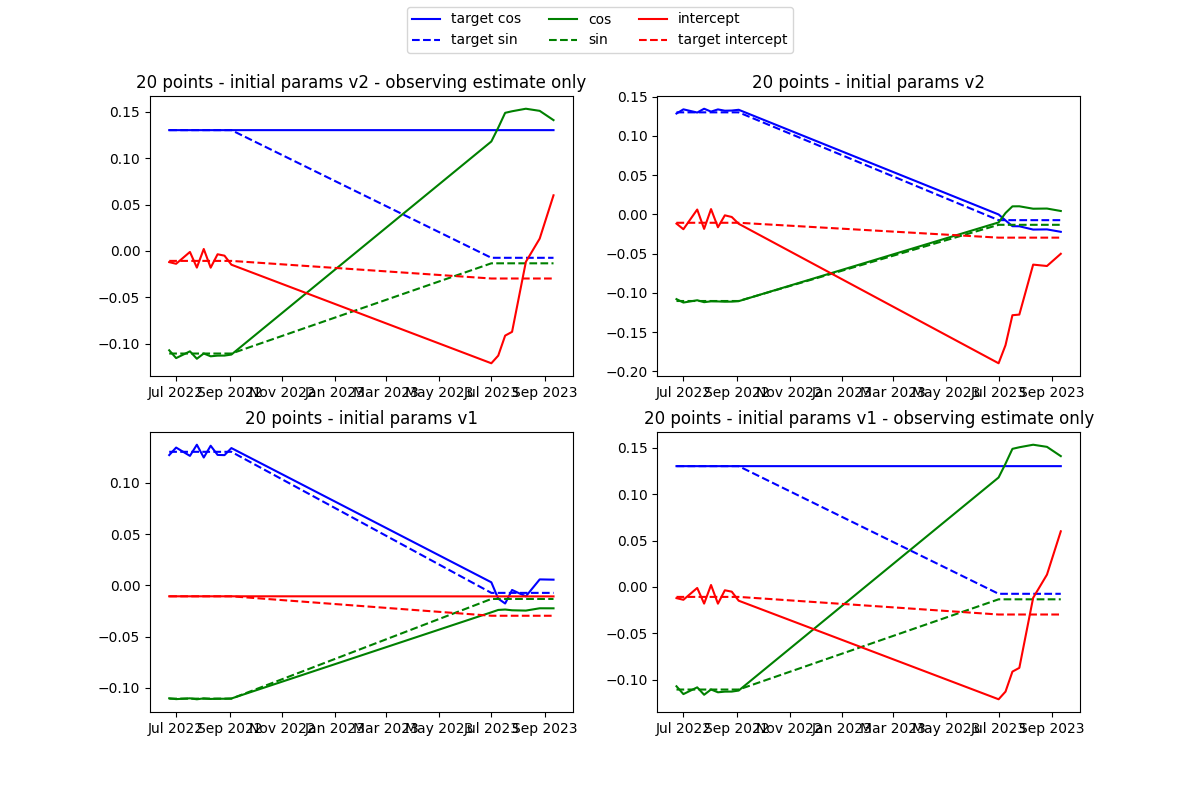 target cos cos intercept
target sin sin target intercept
20 points - initial params v2 - observing estimate only
0.15
0.10
0.05
0.00
−0.05
−0.10
Jul 2022 Sep 2022 Nov 2022 Jan 2023 Mar 2023 May 2023 Jul 2023 Sep 2023
20 points - initial params v2
0.15
0.10
0.05
0.00
−0.05
−0.10
−0.15
−0.20
Jul 2022 Sep 2022 Nov 2022 Jan 2023 Mar 2023 May 2023 Jul 2023 Sep 2023
20 points - initial params v1
0.10
0.05
0.00
−0.05
−0.10
Jul 2022 Sep 2022 Nov 2022 Jan 2023 Mar 2023 May 2023 Jul 2023 Sep 2023
20 points - initial params v1 - observing estimate only
0.15
0.10
0.05
0.00
−0.05
−0.10
Jul 2022 Sep 2022 Nov 2022 Jan 2023 Mar 2023 May 2023 Jul 2023 Sep 2023